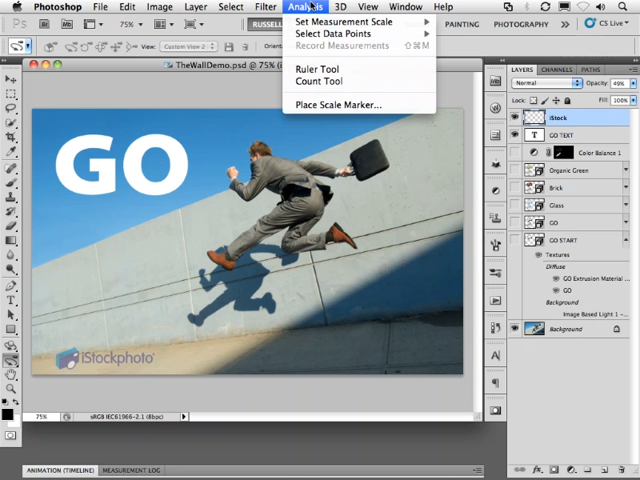 Photoshop File Edit Image Layer Select Filter Analysis 3D View Window Help
75% RUSSELL PAINTING PHOTOGRAPHY >> CS Live
Set Measurement Scale
Select Data Points
Record Measurements ⇧⌘M
Ruler Tool
Count Tool
Place Scale Marker...
View: Custom View 2
TheWallDemo.psd @ 75%
GO
iStockphoto
75% sRGB IEC61966-2.1 (8bpc)
ANIMATION (TIMELINE) MEASUREMENT LOG
LAYERS CHANNELS PATHS
Normal Opacity: 49%
Lock: Fill: 100%
iStock
T GO TEXT
Color Balance 1
Organic Green
Brick
Glass
GO
GO START
Textures
Diffuse
GO Extrusion Material ...
GO
Background
Image Based Light 1 -
Background